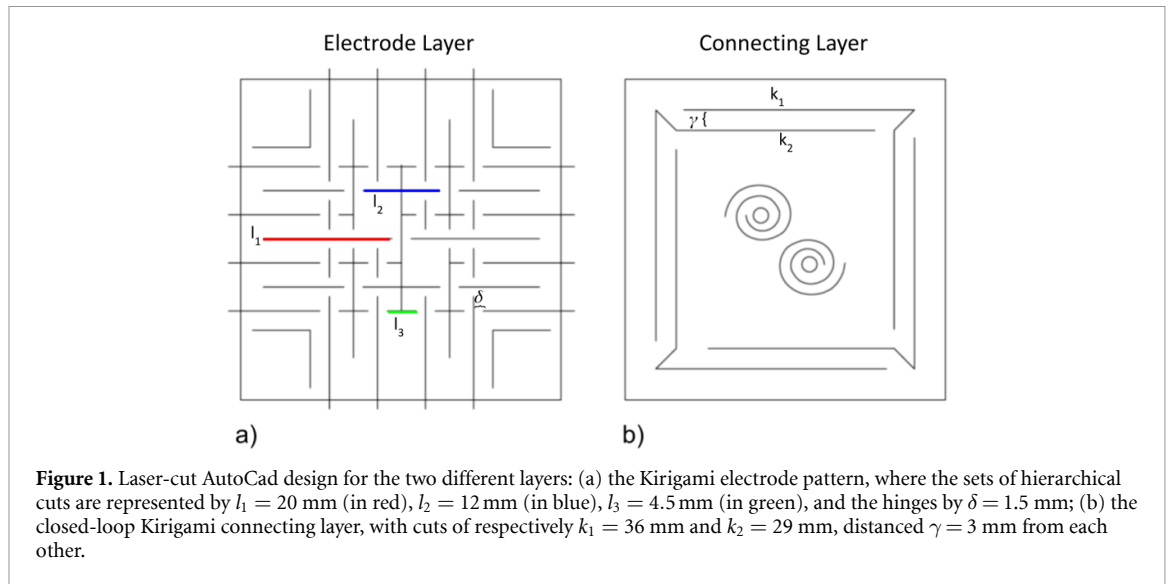 Electrode Layer
Connecting Layer
l₁
l₂
l₃
δ
k₁
γ{
k₂
a)
b)
Figure 1. Laser-cut AutoCad design for the two different layers: (a) the Kirigami electrode pattern, where the sets of hierarchical
cuts are represented by l₁ = 20 mm (in red), l₂ = 12 mm (in blue), l₃ = 4.5 mm (in green), and the hinges by δ = 1.5 mm; (b) the
closed-loop Kirigami connecting layer, with cuts of respectively k₁ = 36 mm and k₂ = 29 mm, distanced γ = 3 mm from each
other.